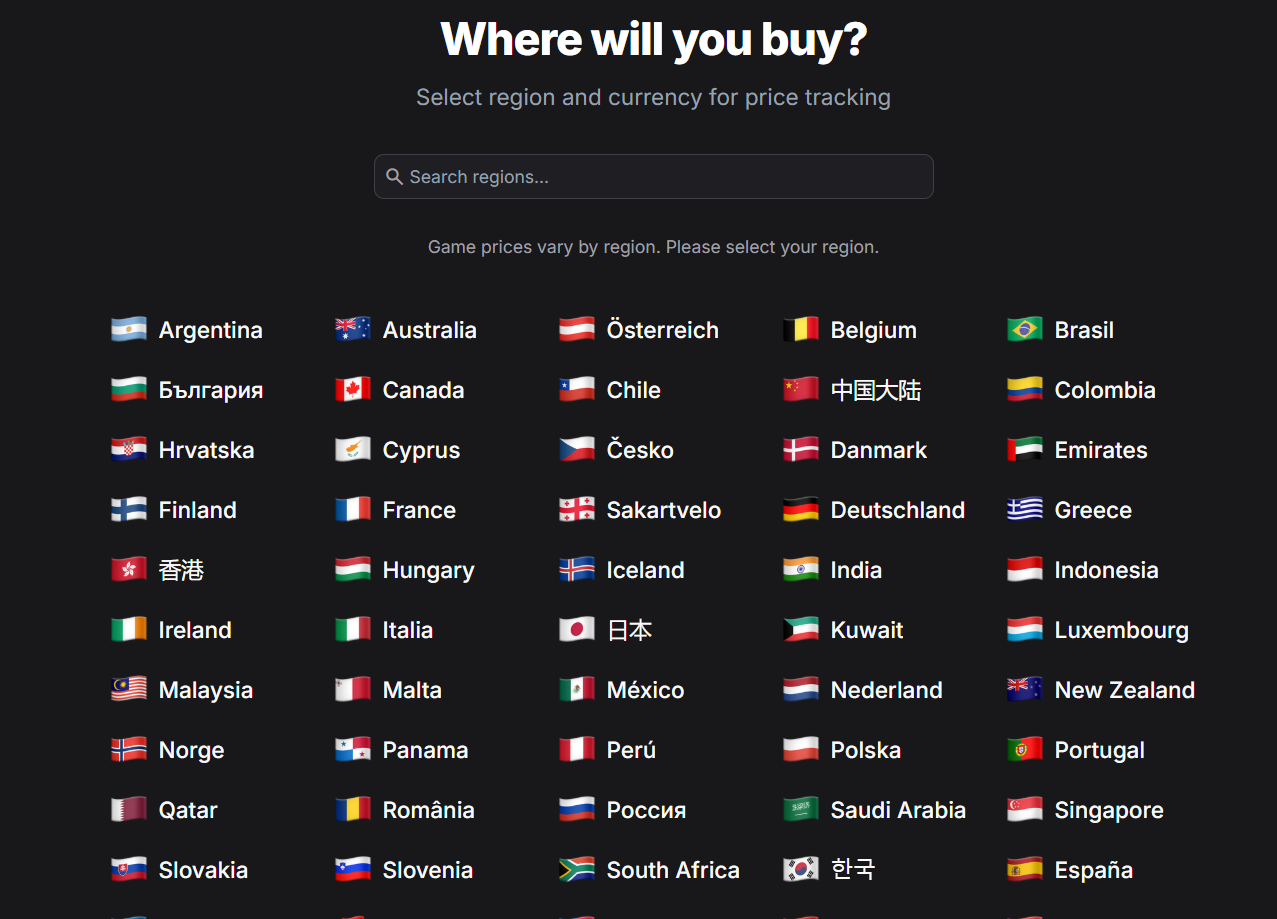 Where will you buy?
Select region and currency for price tracking
Search regions...
Game prices vary by region. Please select your region.
Argentina Australia Österreich Belgium Brasil
България Canada Chile 中国大陆 Colombia
Hrvatska Cyprus Česko Danmark Emirates
Finland France Sakartvelo Deutschland Greece
香港 Hungary Iceland India Indonesia
Ireland Italia 日本 Kuwait Luxembourg
Malaysia Malta México Nederland New Zealand
Norge Panama Perú Polska Portugal
Qatar România Россия Saudi Arabia Singapore
Slovakia Slovenia South Africa 한국 España